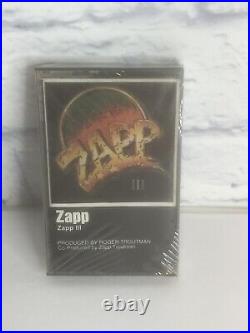 ZAPP
III
Zapp
Zapp III
PRODUCED BY ROGER TROUTMAN
Co-Produced by Zapp Troutman